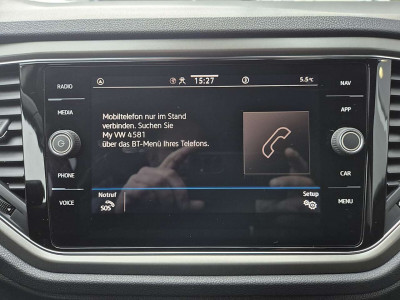 RADIO
MEDIA
PHONE
VOICE
15:27
5.5°C
Mobiltelefon nur im Stand
verbinden. Suchen Sie
My VW 4581
über das BT-Menü Ihres Telefons.
Notruf
SOS
Setup
NAV
APP
CAR
MENU